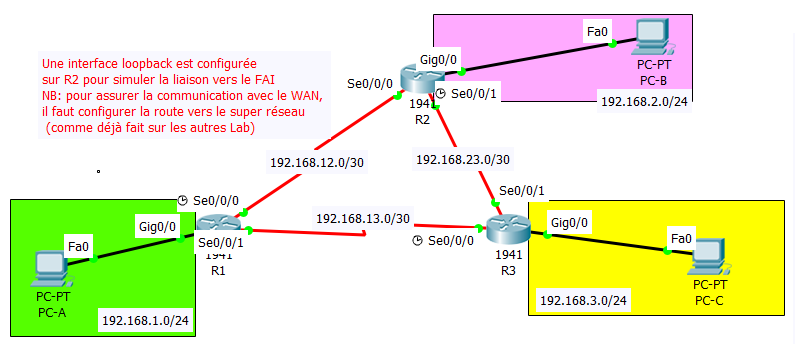 Une interface loopback est configurée
sur R2 pour simuler la liaison vers le FAI
NB: pour assurer la communication avec le WAN,
il faut configurer la route vers le super réseau
(comme déjà fait sur les autres Lab)
Fa0
PC-PT
PC-B
192.168.2.0/24
Gig0/0
Se0/0/0
Se0/0/1
1941
R2
192.168.12.0/30
192.168.23.0/30
Se0/0/0
Se0/0/1
192.168.13.0/30
Gig0/0
Se0/0/1
1941
R1
Se0/0/0
1941
R3
Gig0/0
Fa0
PC-PT
PC-A
192.168.1.0/24
Fa0
PC-PT
PC-C
192.168.3.0/24